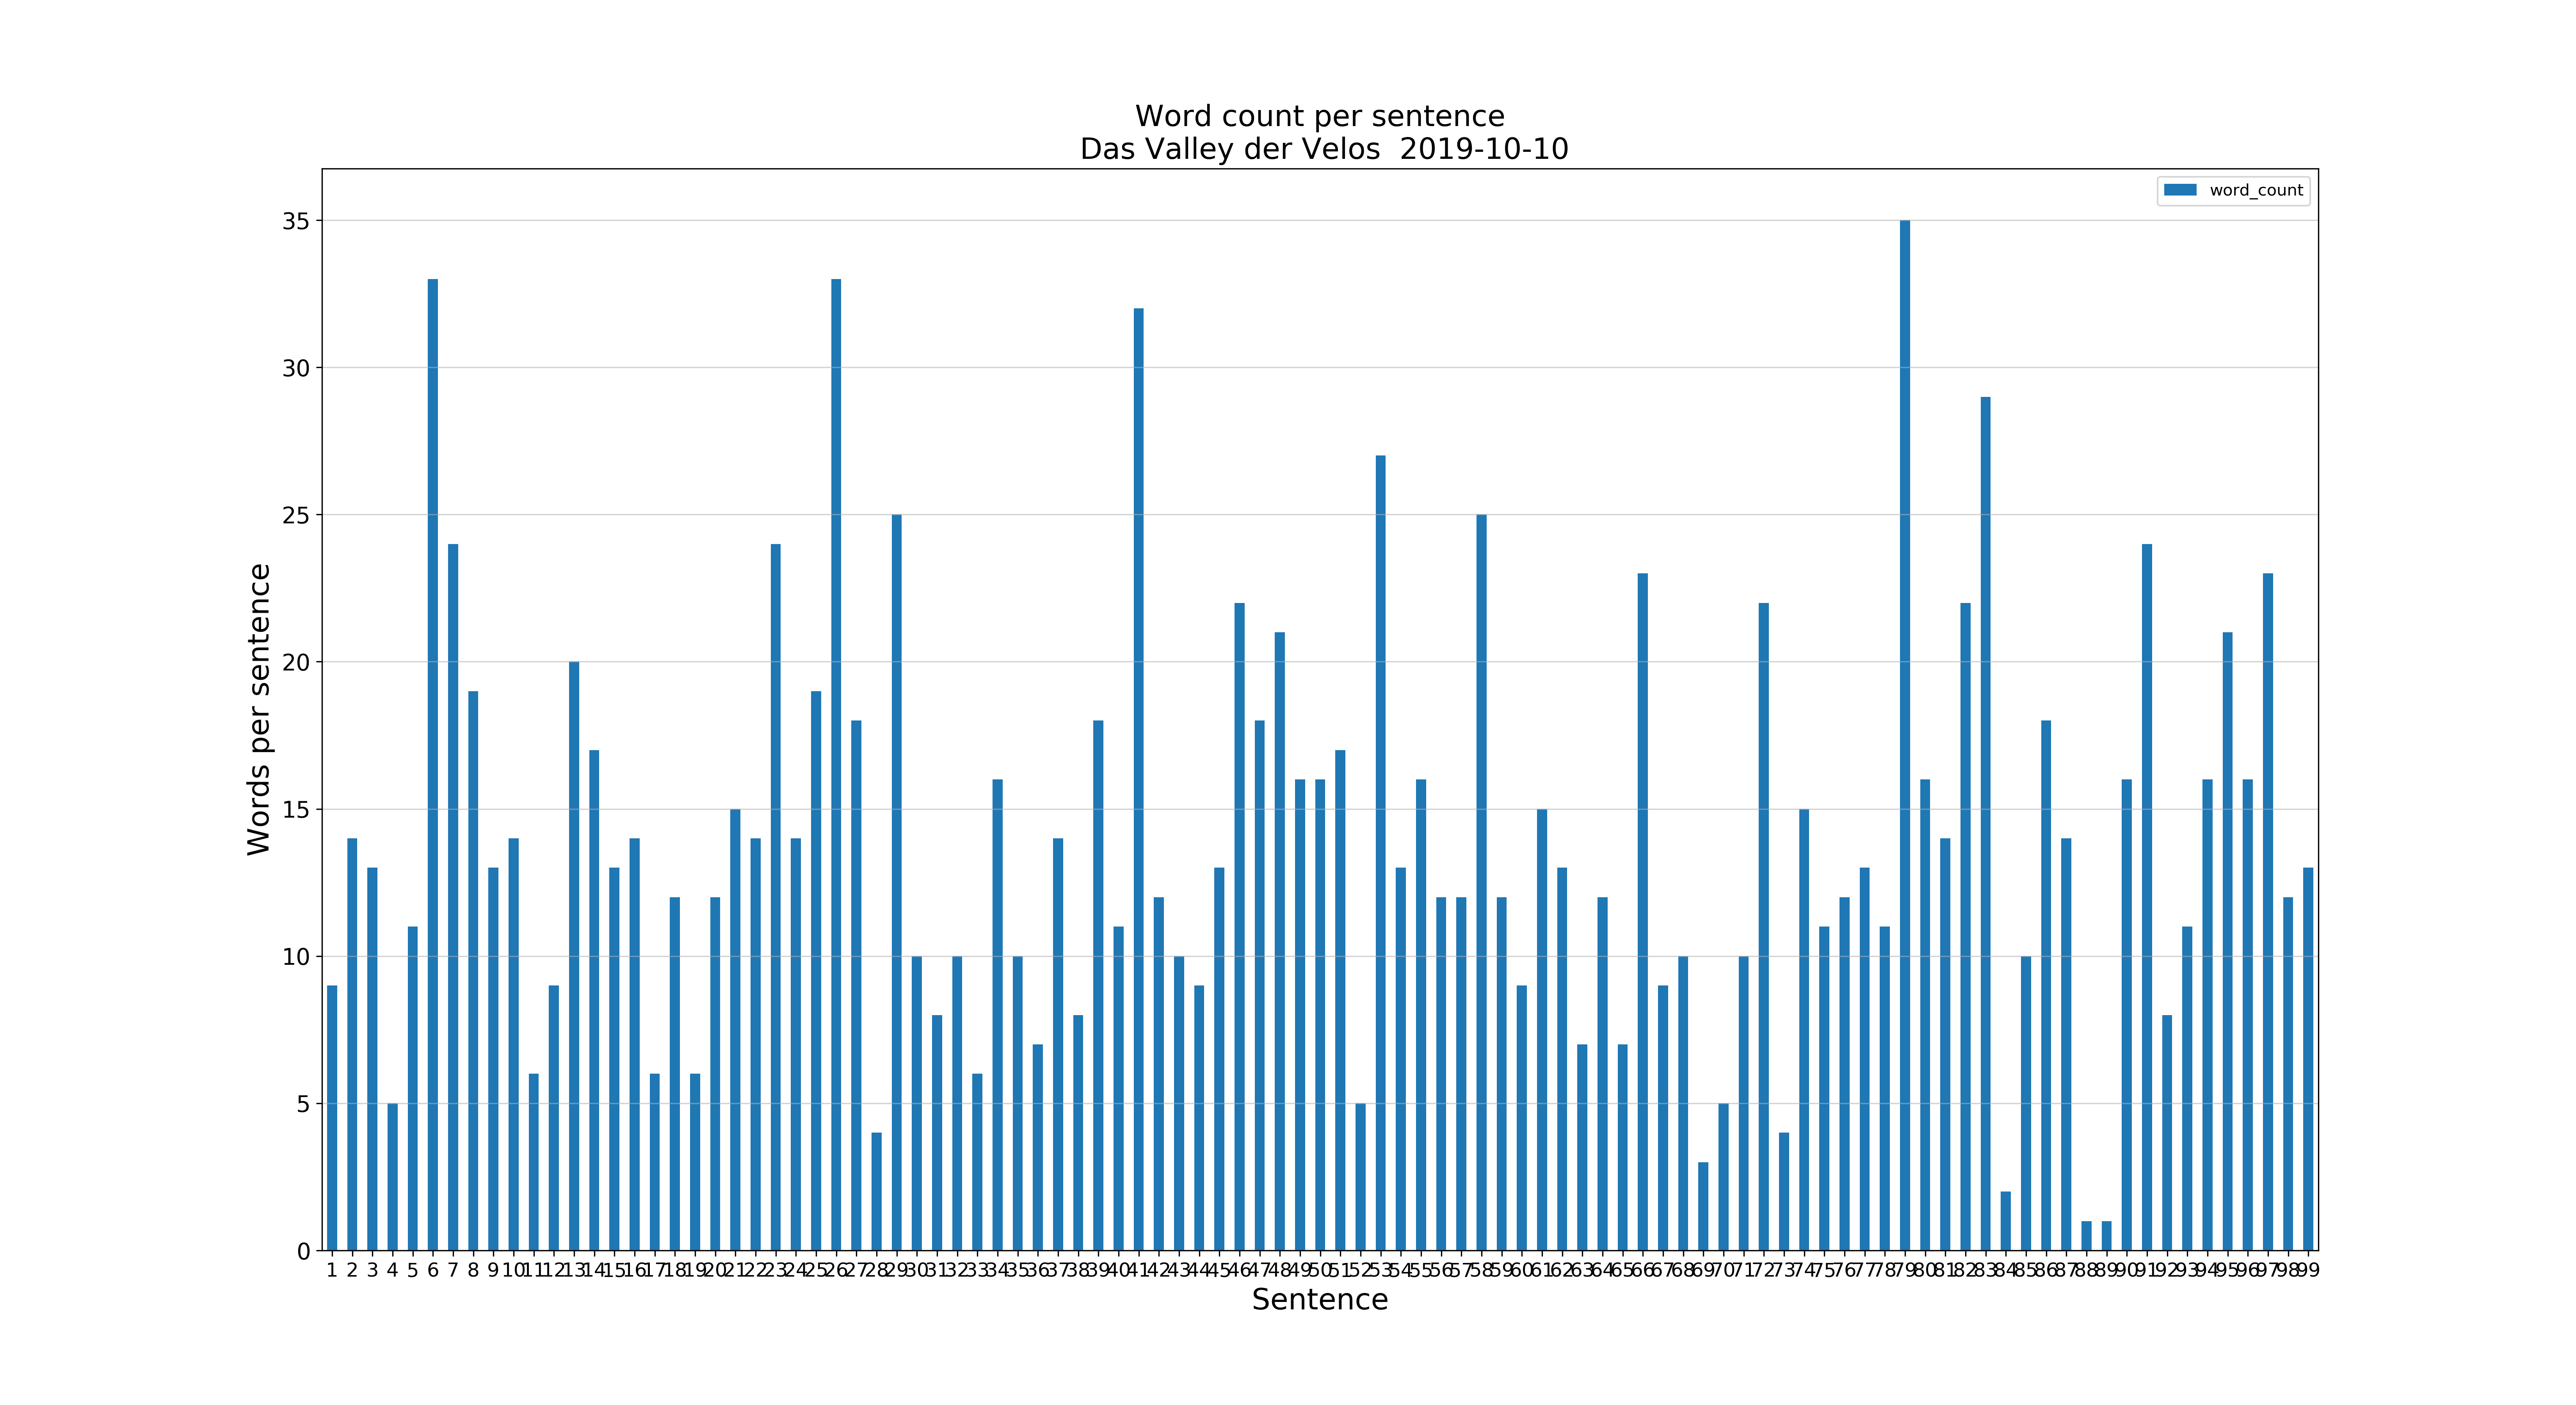 Word count per sentence
Das Valley der Velos 2019-10-10
word_count
Words per sentence
35
30
25
20
15
10
5
0
1 2 3 4 5 6 7 8 9 10 11 12 13 14 15 16 17 18 19 20 21 22 23 24 25 26 27 28 29 30 31 32 33 34 35 36 37 38 39 40 41 42 43 44 45 46 47 48 49 50 51 52 53 54 55 56 57 58 59 60 61 62 63 64 65 66 67 68 69 70 71 72 73 74 75 76 77 78 79 80 81 82 83 84 85 86 87 88 89 90 91 92 93 94 95 96 97 98 99
Sentence